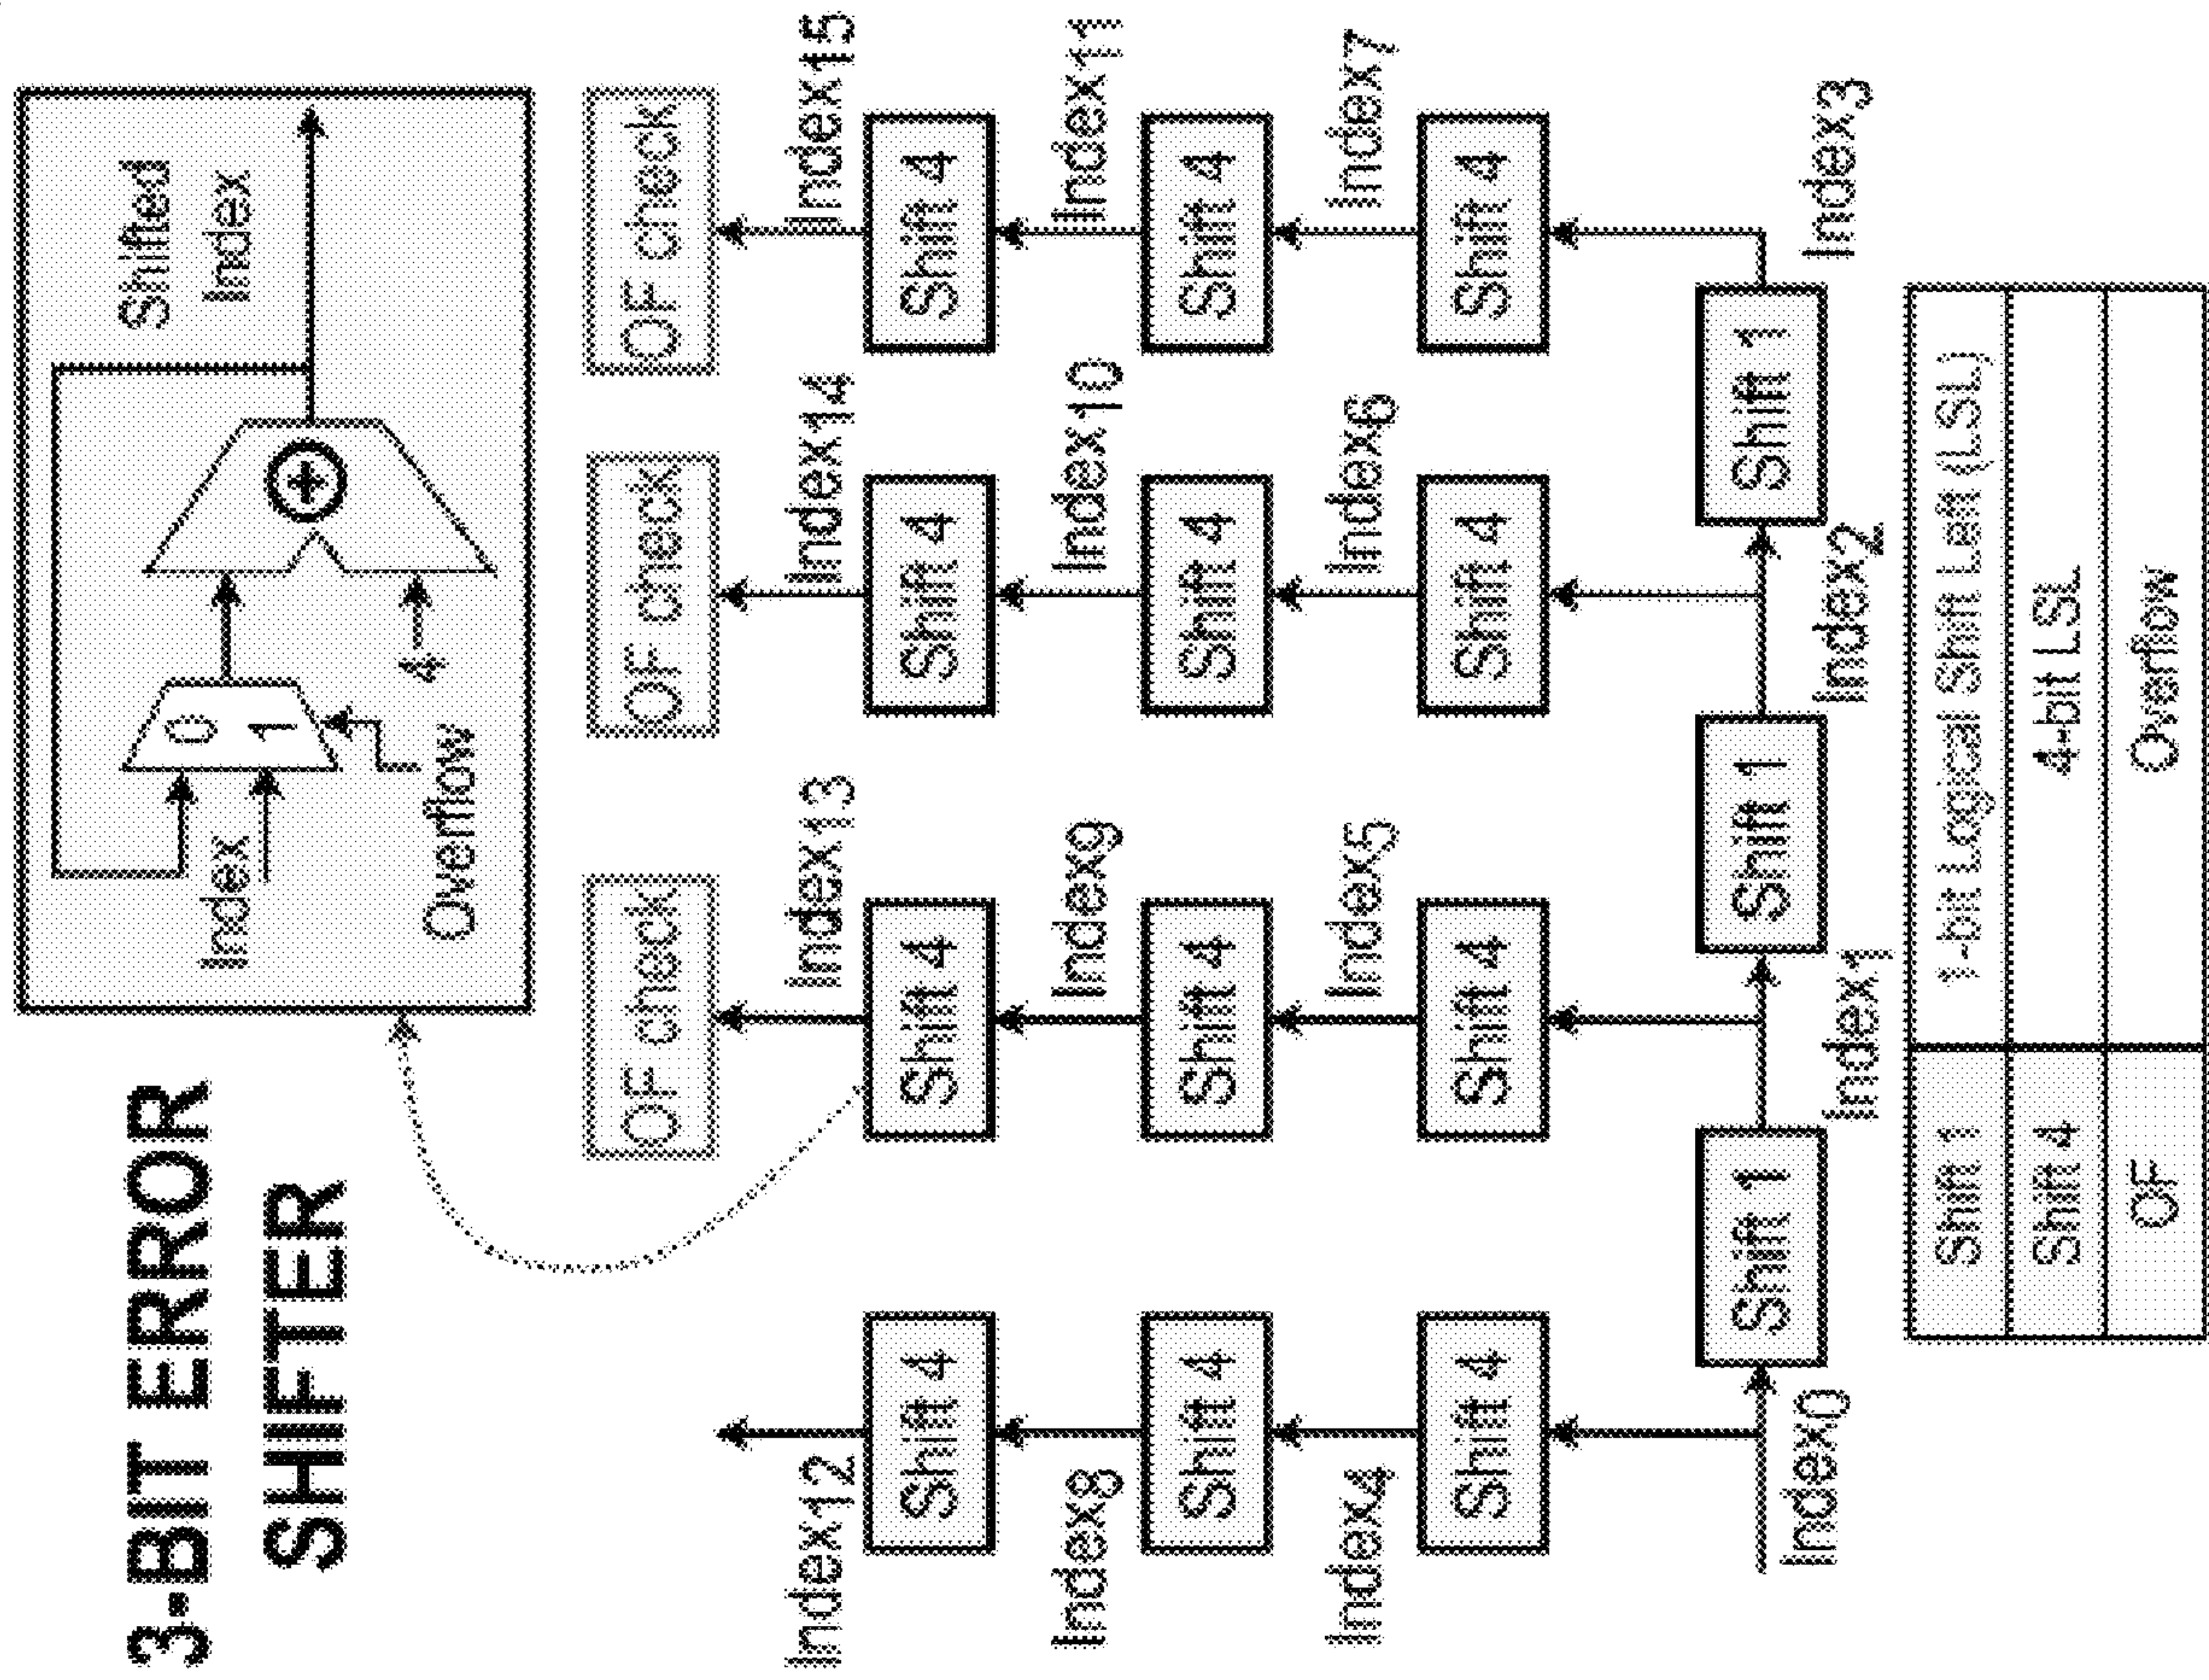 3-BIT ERROR
SHIFTER
Shifted
Index
0
1
Index
4
Overflow
OF check
OF check
OF check
Index12
Index13
Index14
Index15
Shift 4
Shift 4
Shift 4
Shift 4
Index8
Index9
Index10
Index11
Shift 4
Shift 4
Shift 4
Shift 4
Index4
Index5
Index6
Index7
Shift 4
Shift 4
Shift 4
Shift 4
Shift 1
Shift 1
Shift 1
Index0
Index1
Index2
Index3
Shift 1 1-bit Logical Shift Left (LSL)
Shift 4 4-bit LSL
OF Overflow